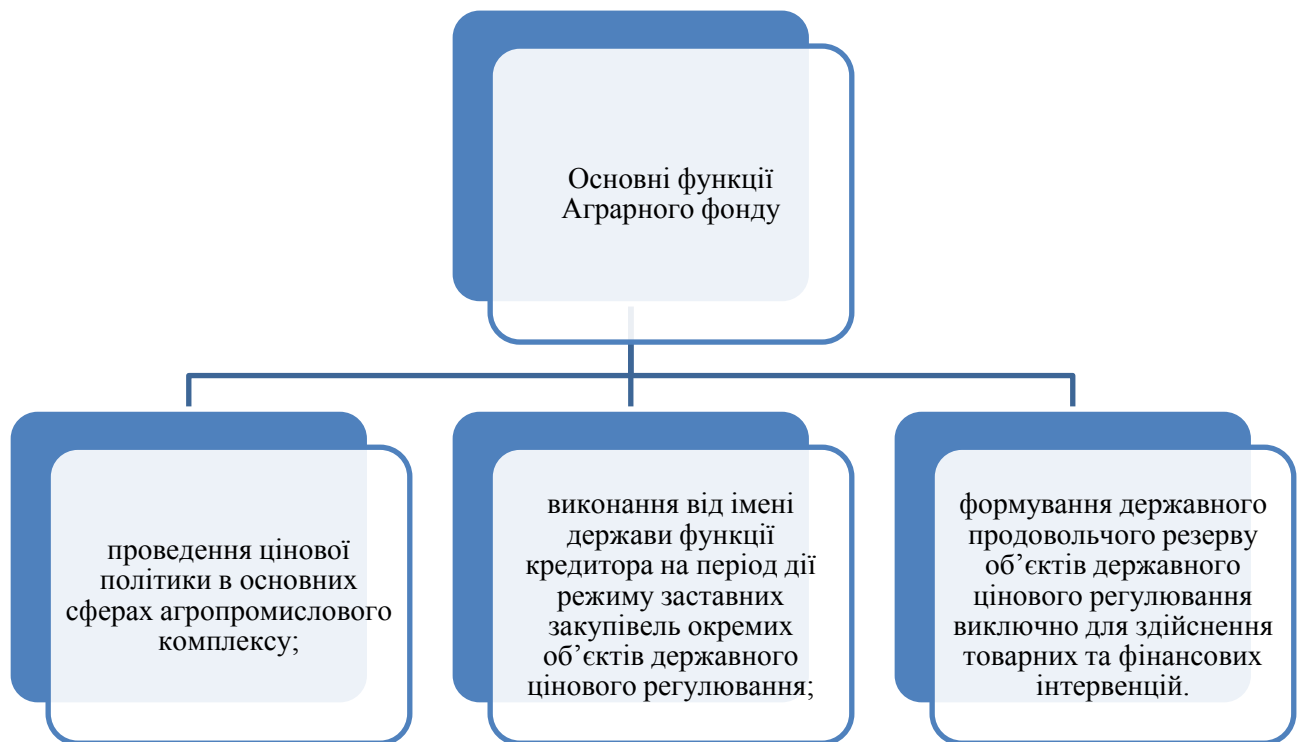 Основні функції
Аграрного фонду
проведення цінової
політики в основних
сферах агропромислового
комплексу;
виконання від імені
держави функції
кредитора на період дії
режиму заставних
закупівель окремих
об’єктів державного
цінового регулювання;
формування державного
продовольчого резерву
об’єктів державного
цінового регулювання
виключно для здійснення
товарних та фінансових
інтервенцій.